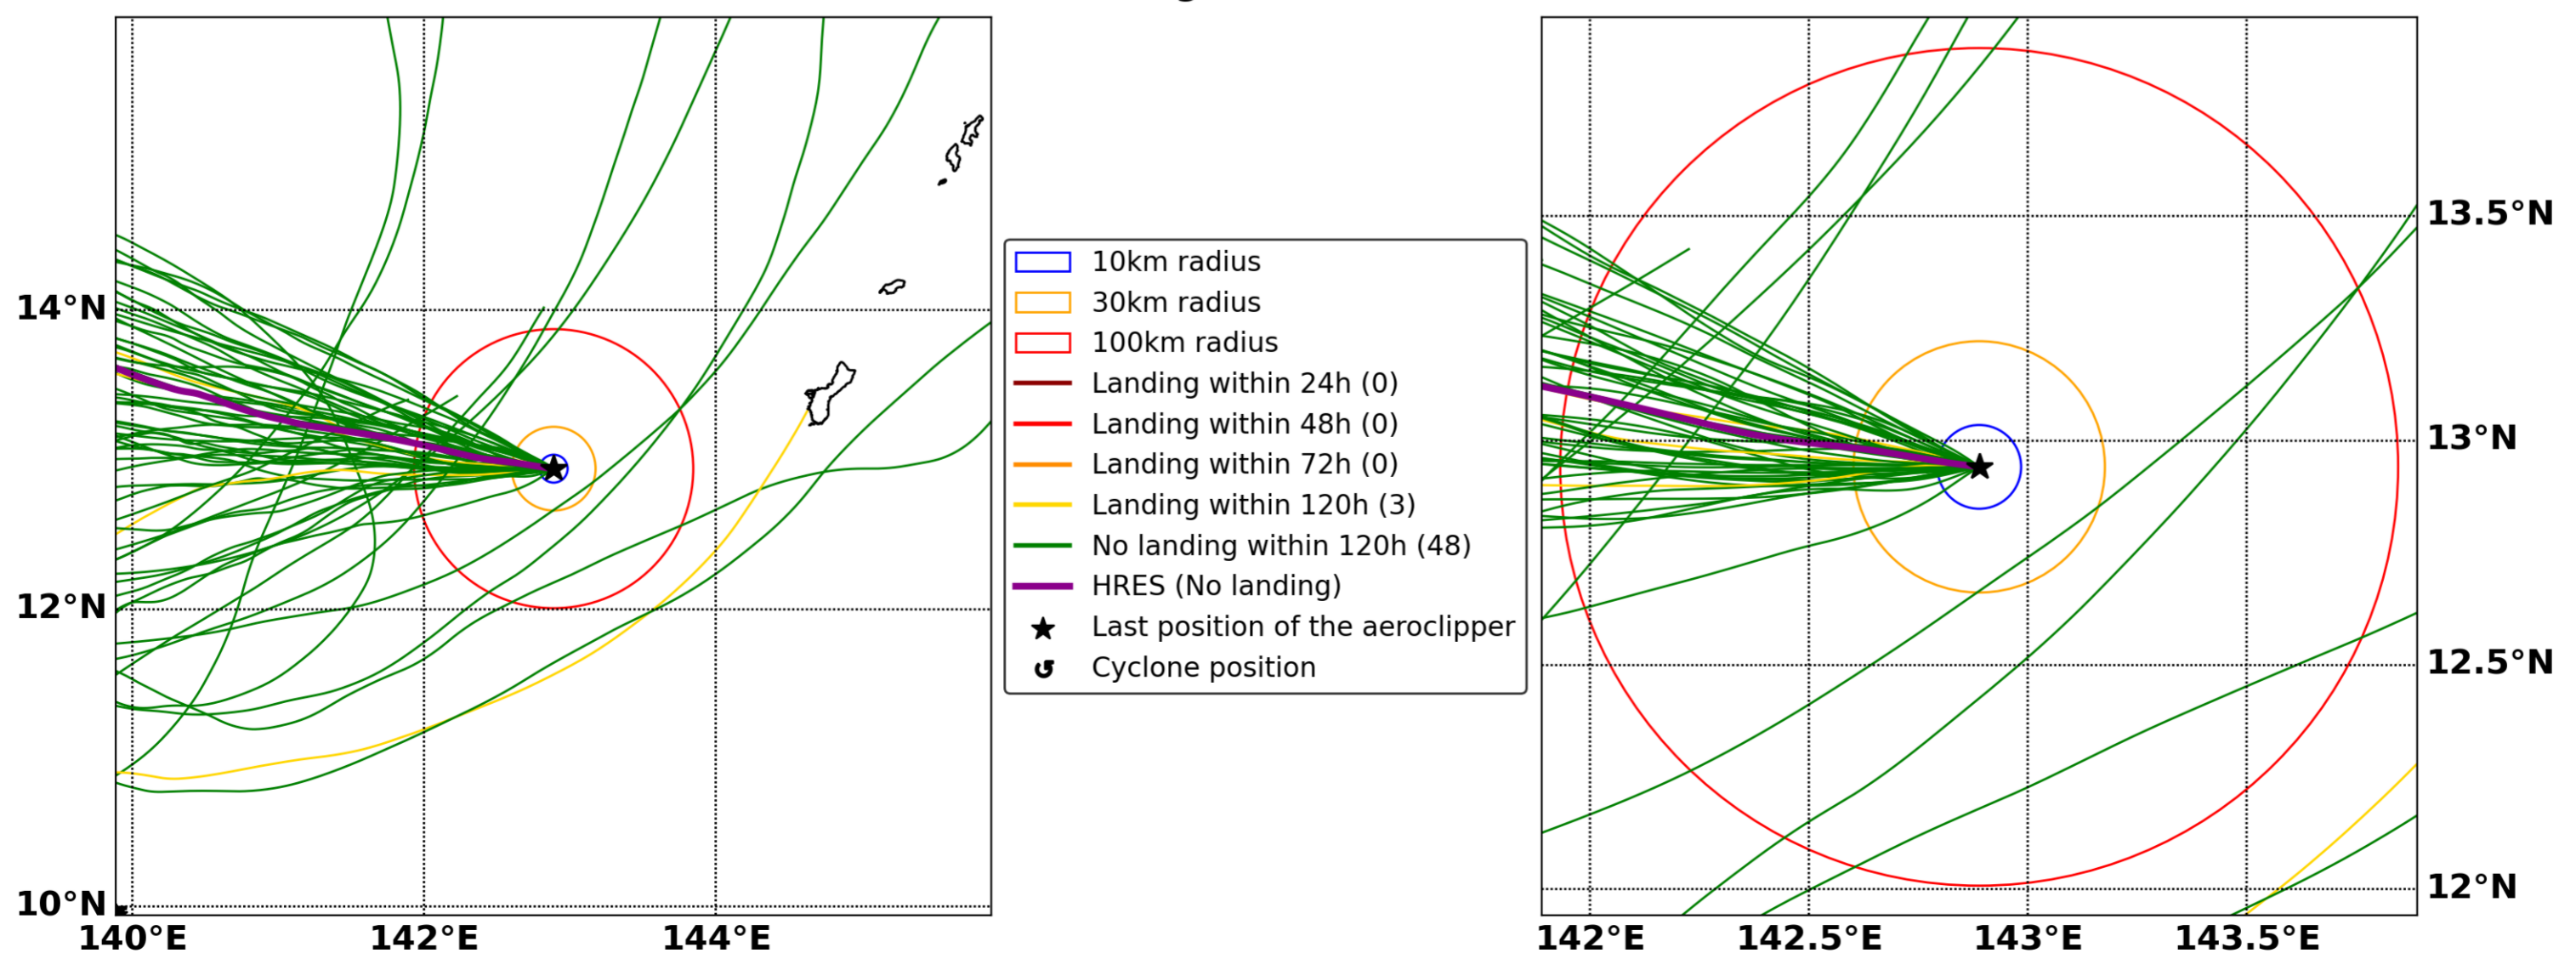 14°N
12°N
10°N
140°E
142°E
144°E
10km radius
30km radius
100km radius
Landing within 24h (0)
Landing within 48h (0)
Landing within 72h (0)
Landing within 120h (3)
No landing within 120h (48)
HRES (No landing)
Last position of the aeroclipper
Cyclone position
13.5°N
13°N
12.5°N
12°N
142°E
142.5°E
143°E
143.5°E